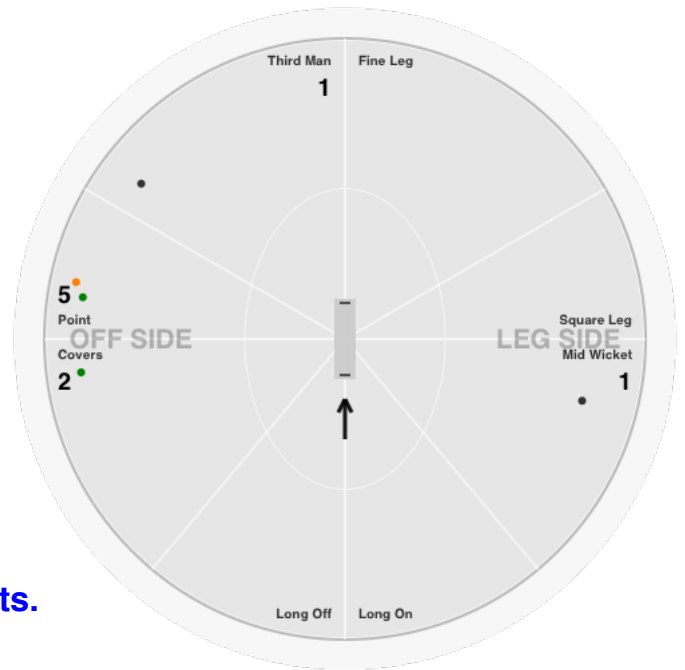 Third Man
1
Fine Leg
5
Point
OFF SIDE
Covers
2
Square Leg
LEG SIDE
Mid Wicket
1
ts.
Long Off
Long On